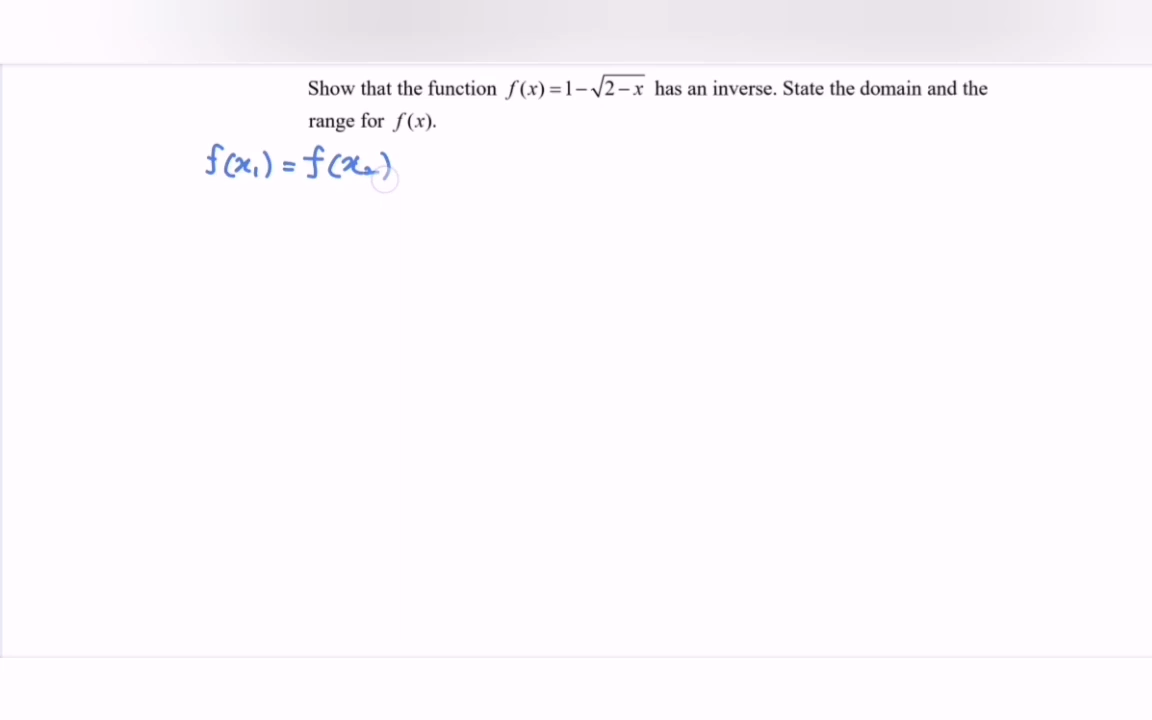 Show that the function f(x)=1−√2−x has an inverse. State the domain and the
range for f(x).
f(x₁) = f(x₂)